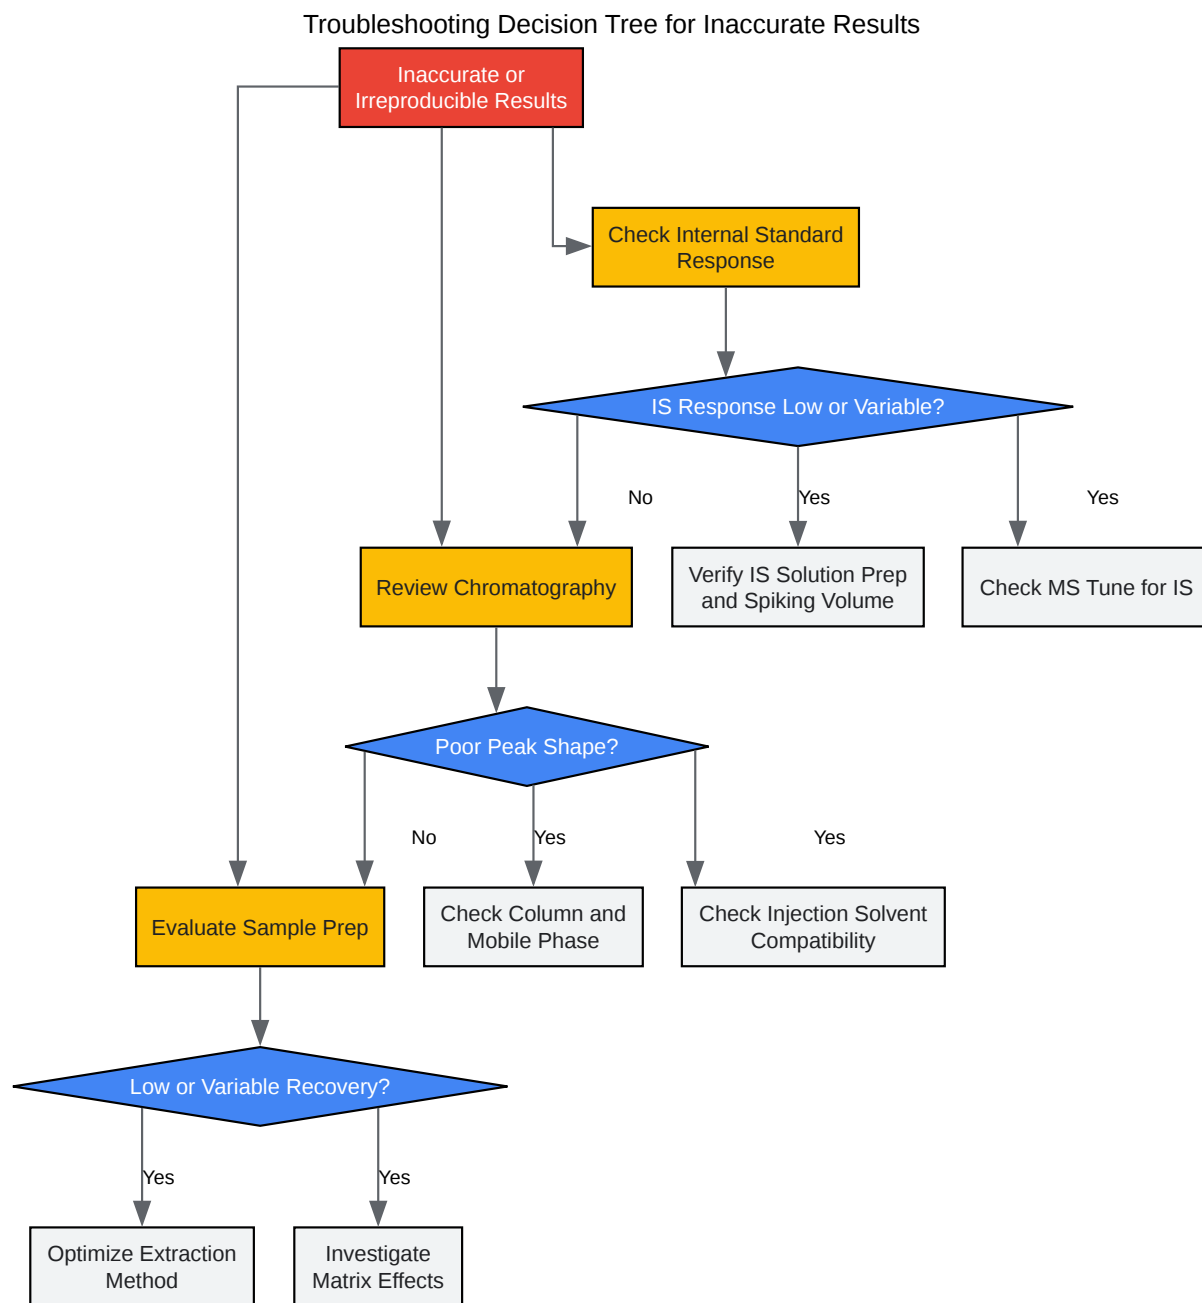 Troubleshooting Decision Tree for Inaccurate Results
Inaccurate or
Irreproducible Results
Check Internal Standard
Response
IS Response Low or Variable?
No
Yes
Yes
Review Chromatography
Verify IS Solution Prep
and Spiking Volume
Check MS Tune for IS
Poor Peak Shape?
No
Yes
Yes
Evaluate Sample Prep
Check Column and
Mobile Phase
Check Injection Solvent
Compatibility
Low or Variable Recovery?
Yes
Yes
Optimize Extraction
Method
Investigate
Matrix Effects